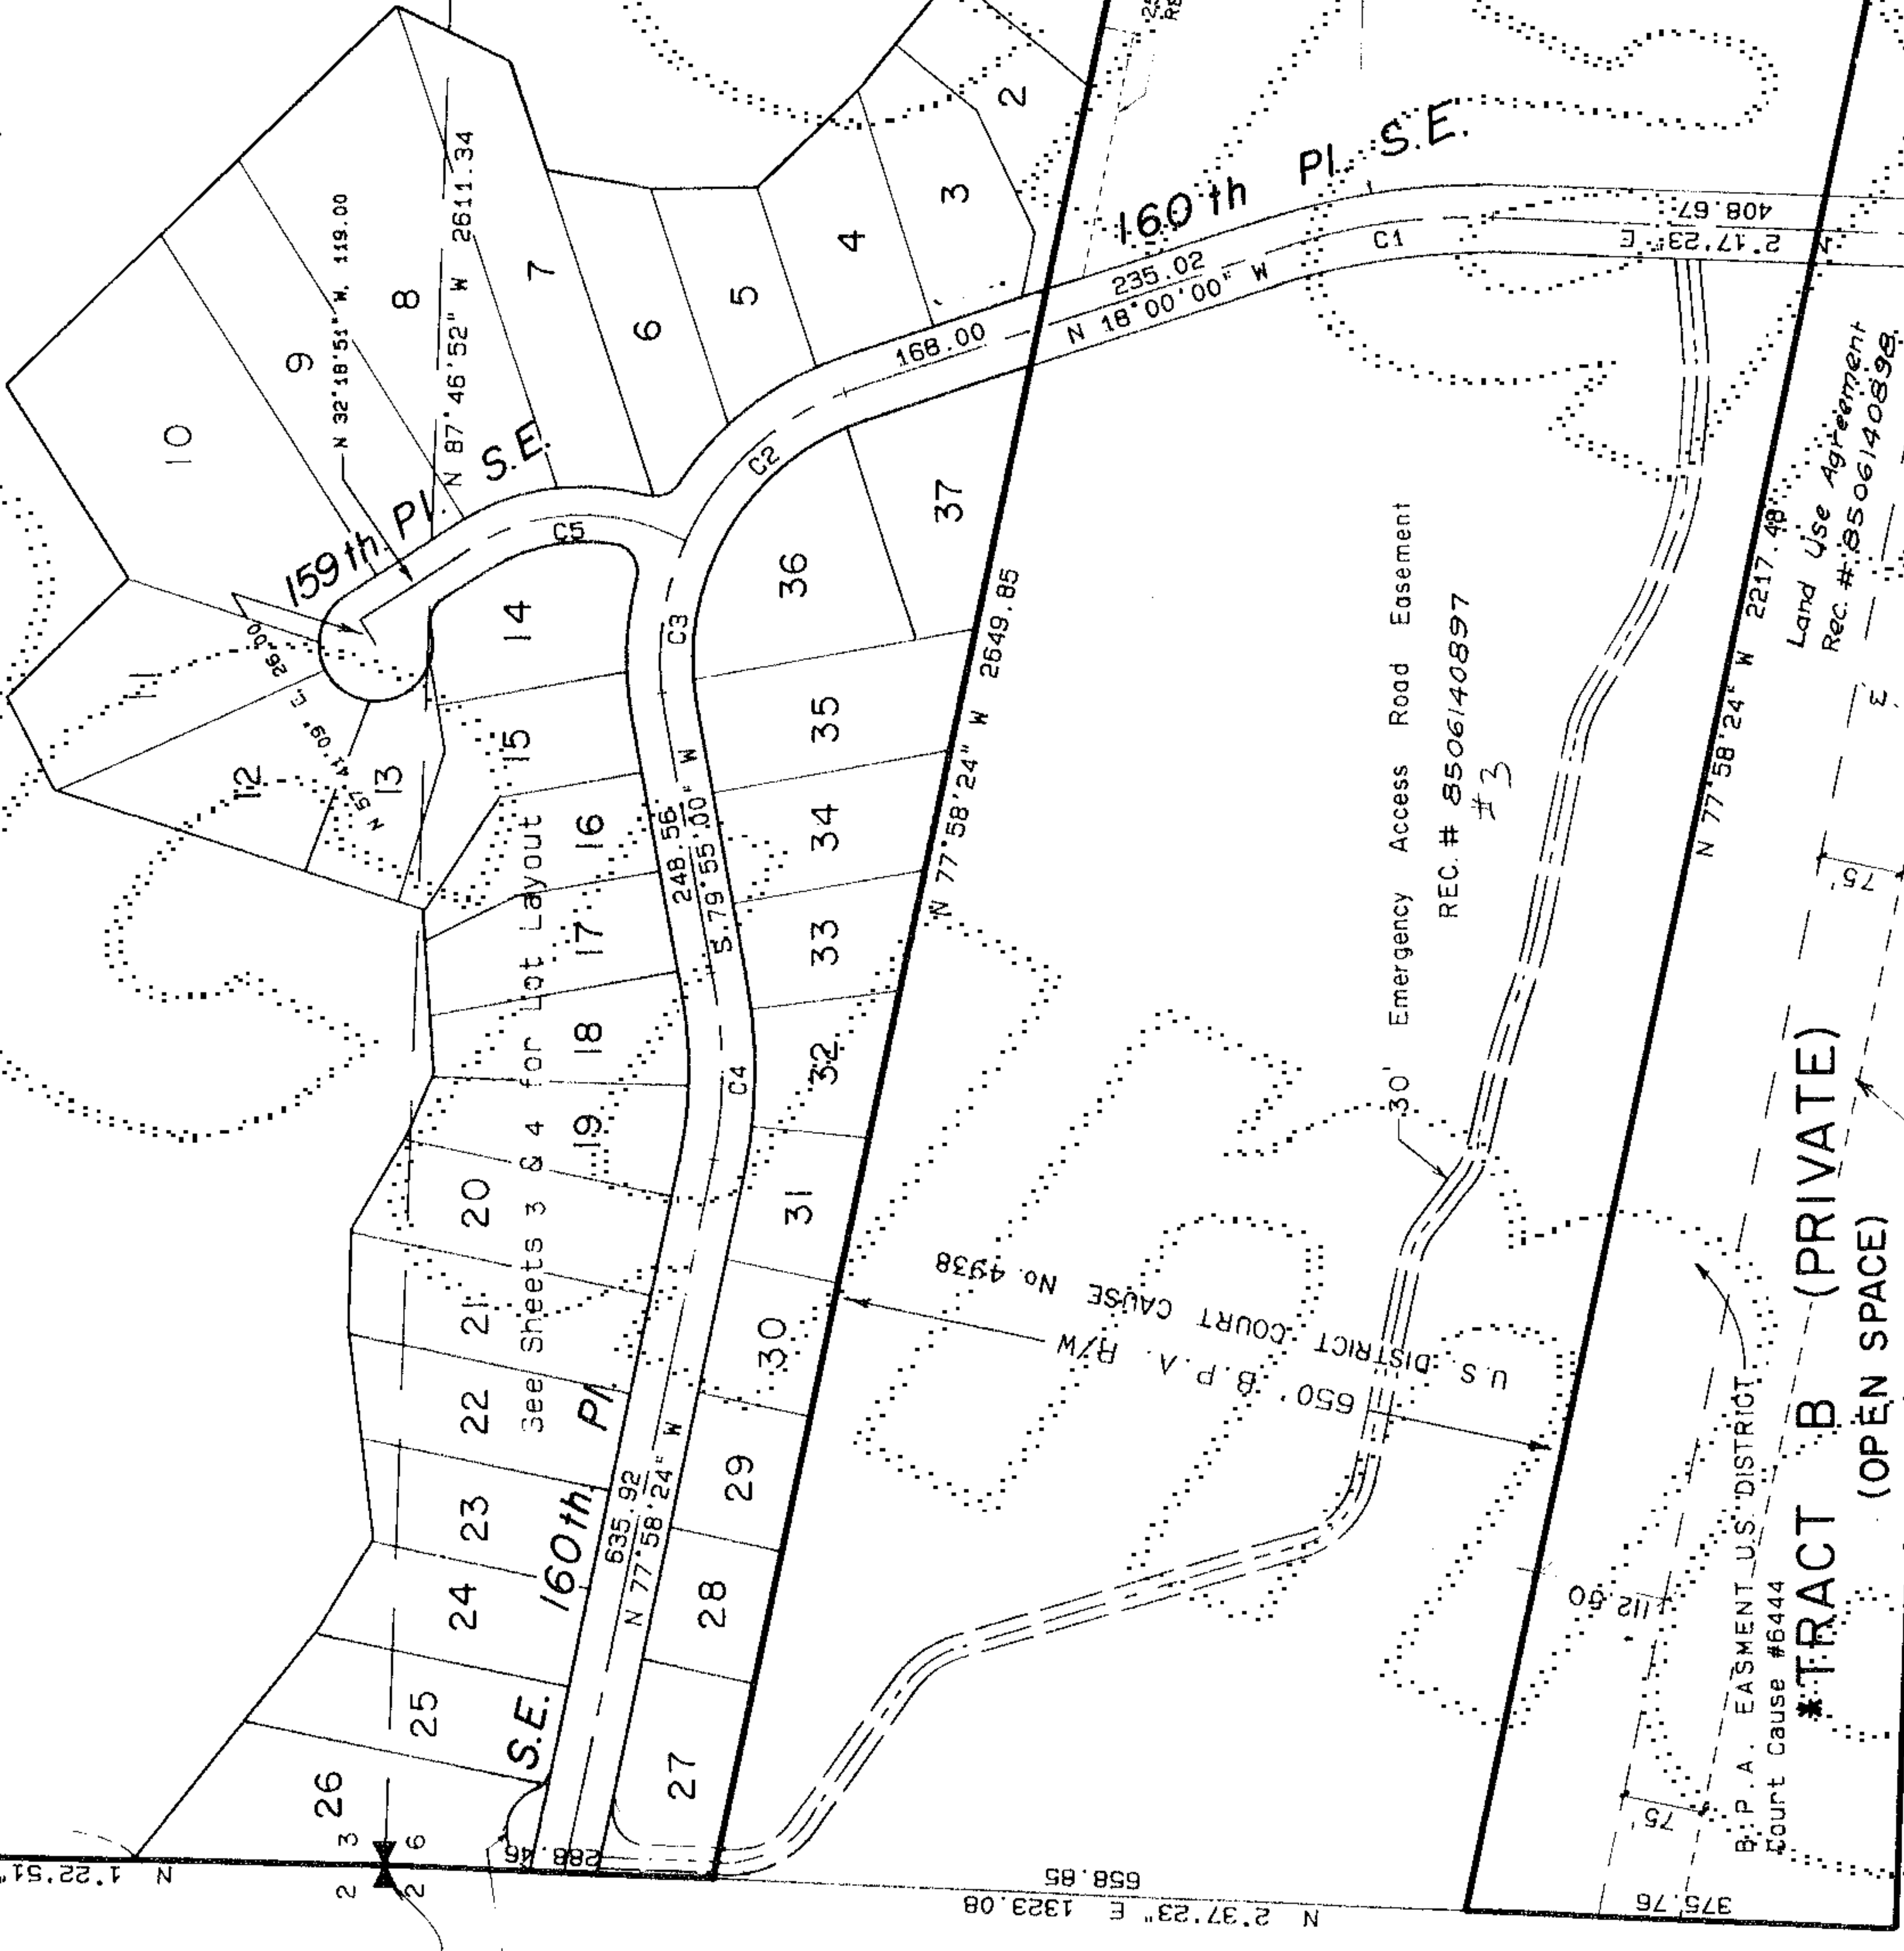 10
9
8
N 32°18'51" W, 119.00
N 87°46'52" W 2611.34
159th Pl. S.E.
7
6
5
4
3
2
11
12
13
26.00
N 57°41'09" E,
14
15
16
17
18
19
20
21
22
23
24
25
26
See Sheets 3 & 4 for Lot Layout
C5
C2
C3
C4
C1
168.00
235.02
N 18°00'00" W
160th Pl. S.E.
408.67
N 2°17'23" E
37
36
35
34
33
32
31
30
29
28
27
248.56
S 79°55'00" W
160th Pl S.E.
635.92
N 77°58'24" W
N 77°58'24" W 2649.85
30' Emergency Access Road Easement
REC. # 8506140897
#3
N 77°58'24" W 2217.48
Land Use Agreement
Rec. # 8506140898
75'
U.S. DISTRICT COURT CAUSE No. 4938
650' B.P.A. R/W
112.50
75'
B.P.A. EASMENT U.S. DISTRICT
Court Cause #6444
*TRACT B (PRIVATE)
(OPEN SPACE)
N 1°22'51"
2 3
2 6
288.46
658.85
N 2°37'23" E 1323.08
375.76